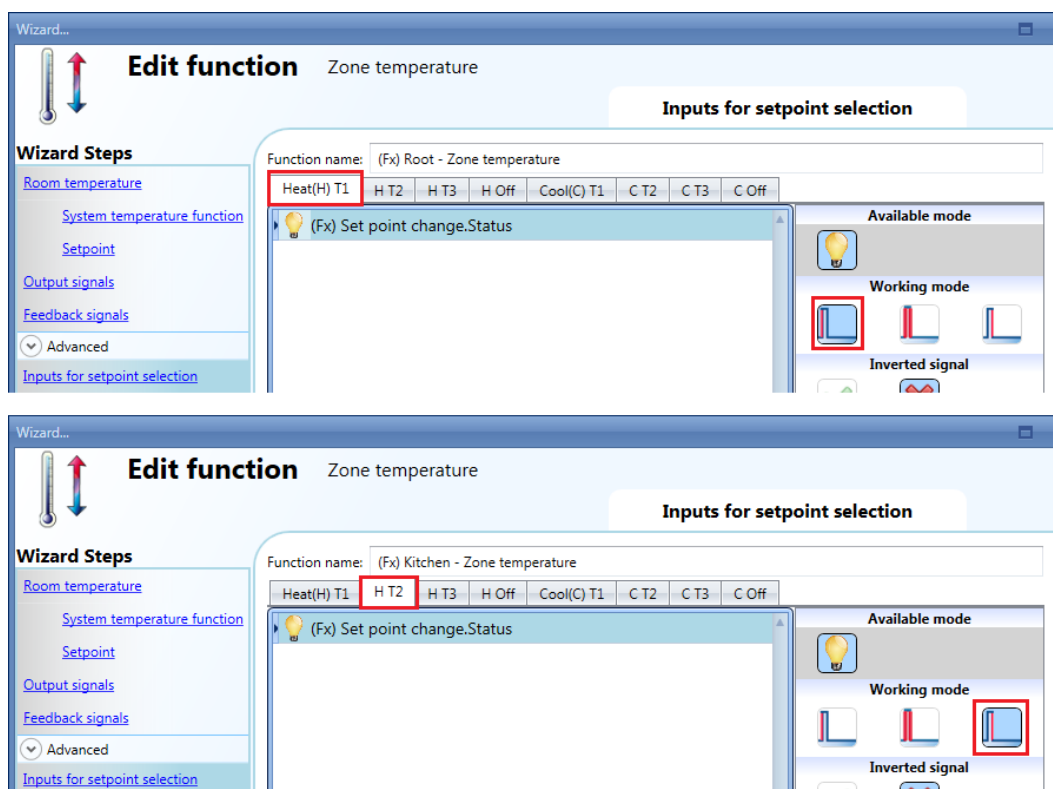 Wizard...
Edit function Zone temperature
Inputs for setpoint selection
Wizard Steps
Function name: (Fx) Root - Zone temperature
Room temperature
Heat(H) T1 H T2 H T3 H Off Cool(C) T1 C T2 C T3 C Off
System temperature function
(Fx) Set point change.Status
Available mode
Setpoint
Output signals
Working mode
Feedback signals
Advanced
Inverted signal
Inputs for setpoint selection
Wizard...
Edit function Zone temperature
Inputs for setpoint selection
Wizard Steps
Function name: (Fx) Kitchen - Zone temperature
Room temperature
Heat(H) T1 H T2 H T3 H Off Cool(C) T1 C T2 C T3 C Off
System temperature function
(Fx) Set point change.Status
Available mode
Setpoint
Output signals
Working mode
Feedback signals
Advanced
Inverted signal
Inputs for setpoint selection